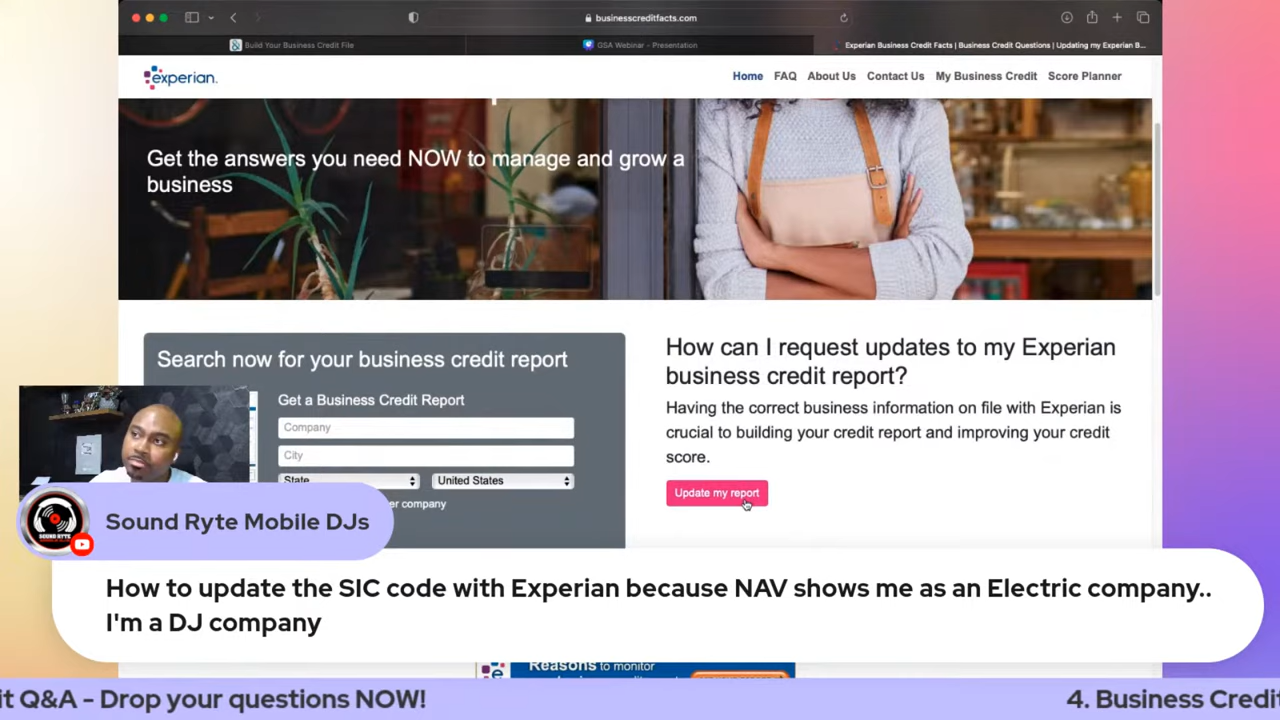 businesscreditfacts.com
Build Your Business Credit File
GSA Webinar - Presentation
Experian Business Credit Facts | Business Credit Questions | Updating my Experian B...
experian.
Home FAQ About Us Contact Us My Business Credit Score Planner
Get the answers you need NOW to manage and grow a
business
Search now for your business credit report
Get a Business Credit Report
Company
City
State
United States
er company
How can I request updates to my Experian
business credit report?
Having the correct business information on file with Experian is
crucial to building your credit report and improving your credit
score.
Update my report
SOUND RYTE
Sound Ryte Mobile DJs
How to update the SIC code with Experian because NAV shows me as an Electric company..
I'm a DJ company
Reasons to monitor
it Q&A - Drop your questions NOW!
4. Business Credit